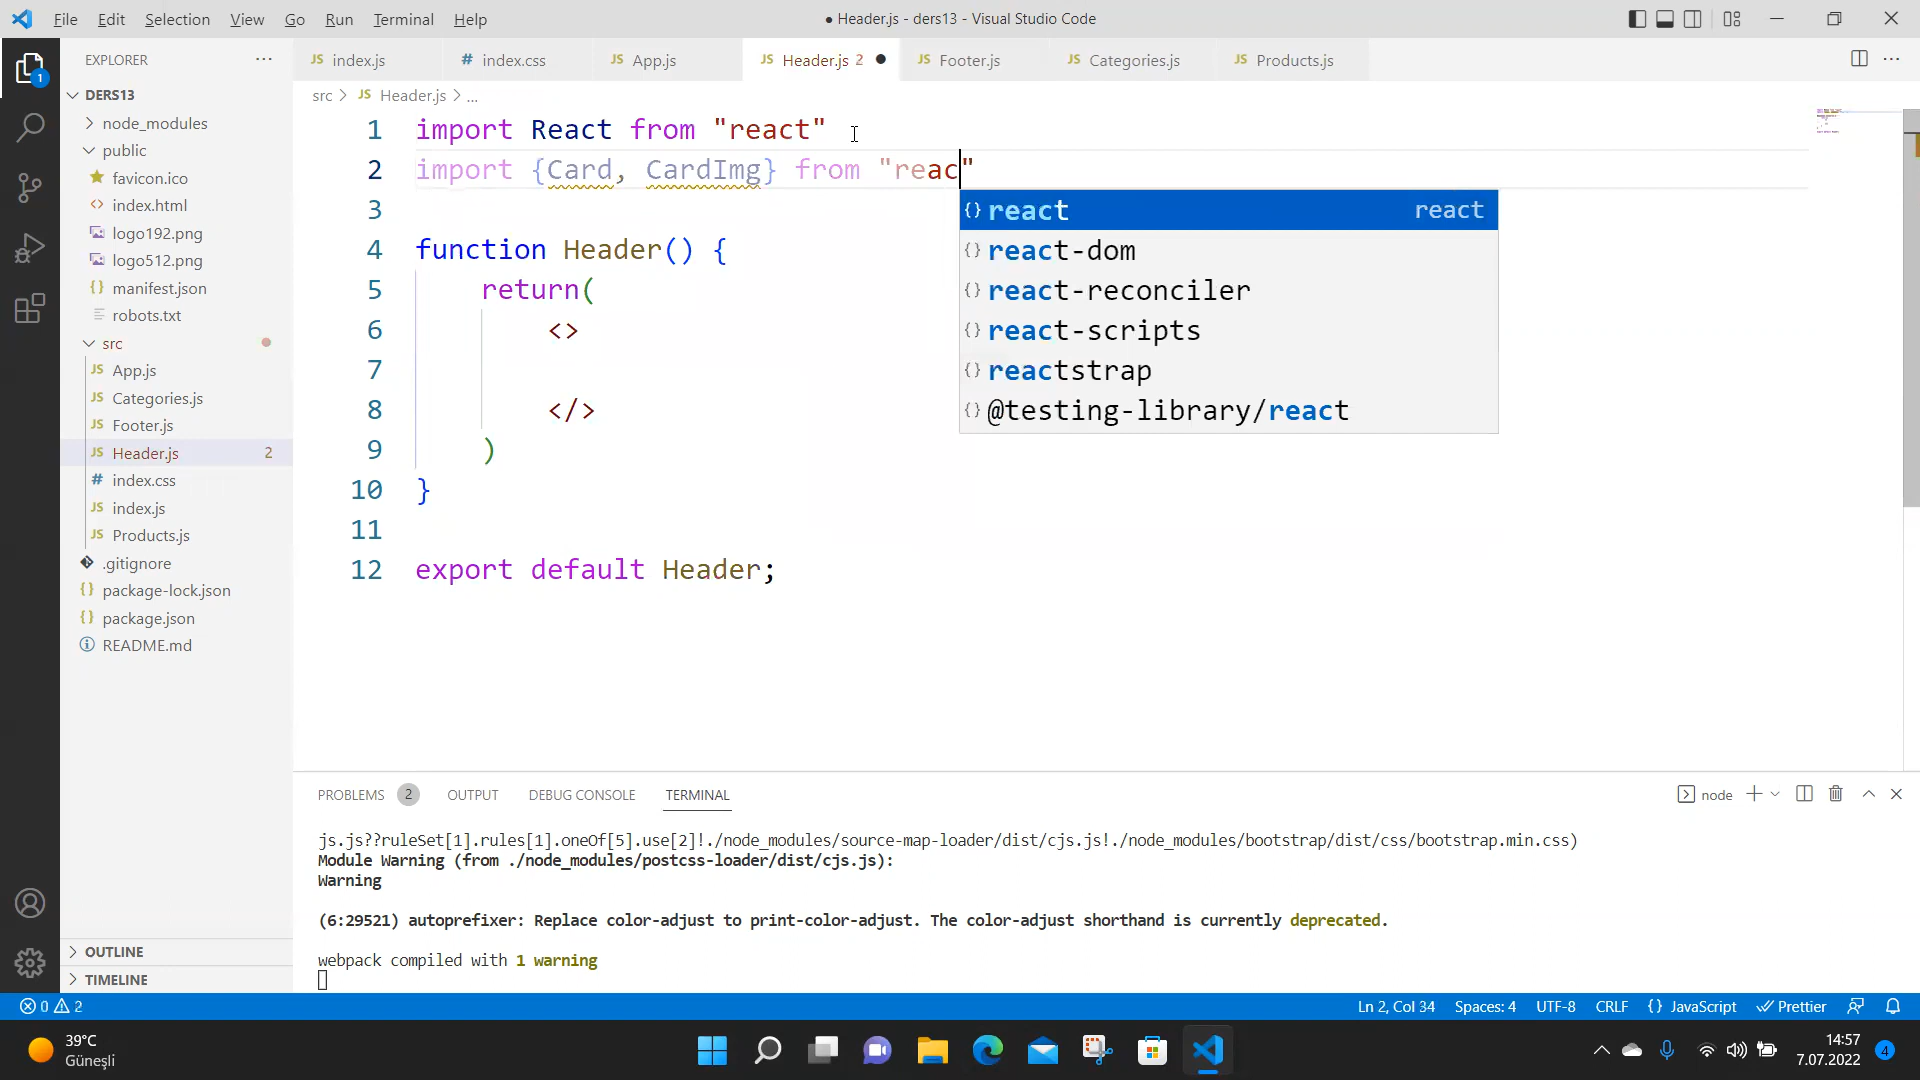 File Edit Selection View Go Run Terminal Help
● Header.js - ders13 - Visual Studio Code
1
EXPLORER
DERS13
node_modules
public
favicon.ico
index.html
logo192.png
logo512.png
manifest.json
robots.txt
src
App.js
Categories.js
Footer.js
Header.js 2
index.css
index.js
Products.js
.gitignore
package-lock.json
package.json
README.md
OUTLINE
TIMELINE
JS index.js # index.css JS App.js JS Header.js 2 ● JS Footer.js JS Categories.js JS Products.js
src > JS Header.js > ...
1 import React from "react"
2 import {Card, CardImg} from "reac"
3
4 function Header() {
5 return(
6 <>
7
8 </>
9 )
10 }
11
12 export default Header;
react react
react-dom
react-reconciler
react-scripts
reactstrap
@testing-library/react
PROBLEMS 2 OUTPUT DEBUG CONSOLE TERMINAL
node
js.js??ruleSet[1].rules[1].oneOf[5].use[2]!./node_modules/source-map-loader/dist/cjs.js!./node_modules/bootstrap/dist/css/bootstrap.min.css)
Module Warning (from ./node_modules/postcss-loader/dist/cjs.js):
Warning
(6:29521) autoprefixer: Replace color-adjust to print-color-adjust. The color-adjust shorthand is currently deprecated.
webpack compiled with 1 warning
0 2
Ln 2, Col 34 Spaces: 4 UTF-8 CRLF {} JavaScript Prettier
39°C
Güneşli
14:57
7.07.2022
4